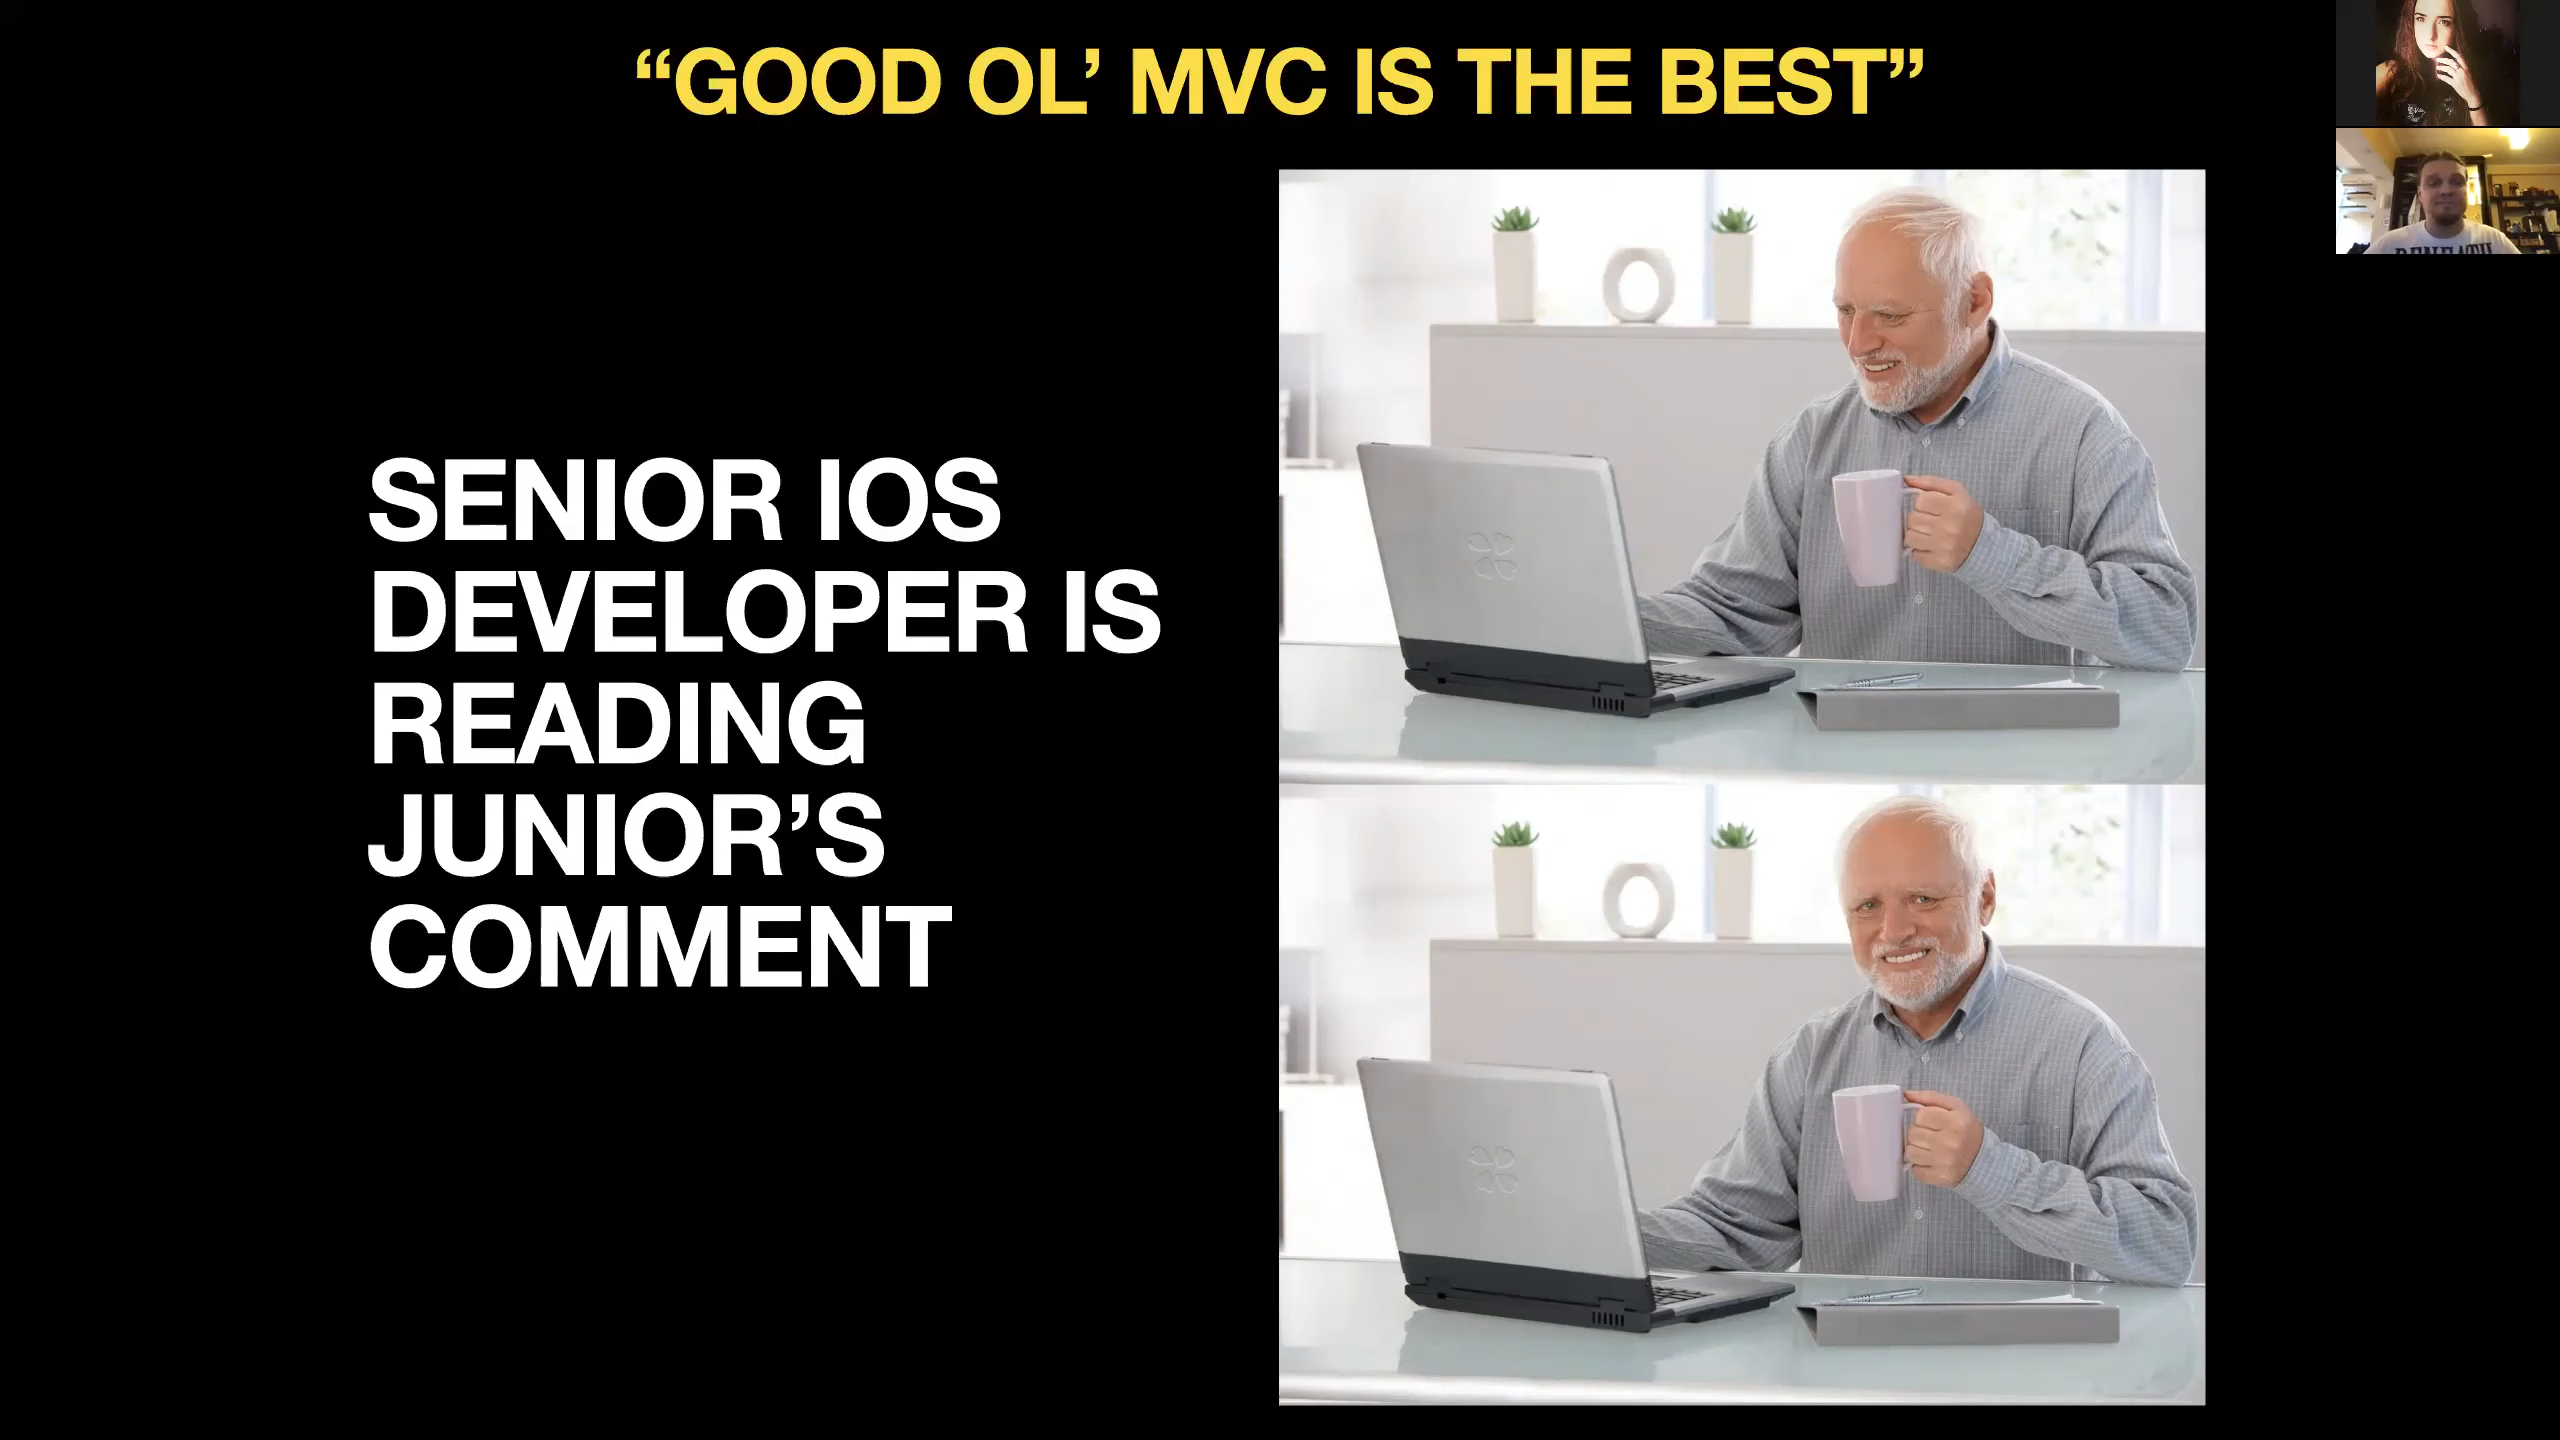 “GOOD OL’ MVC IS THE BEST”
SENIOR IOS
DEVELOPER IS
READING
JUNIOR’S
COMMENT